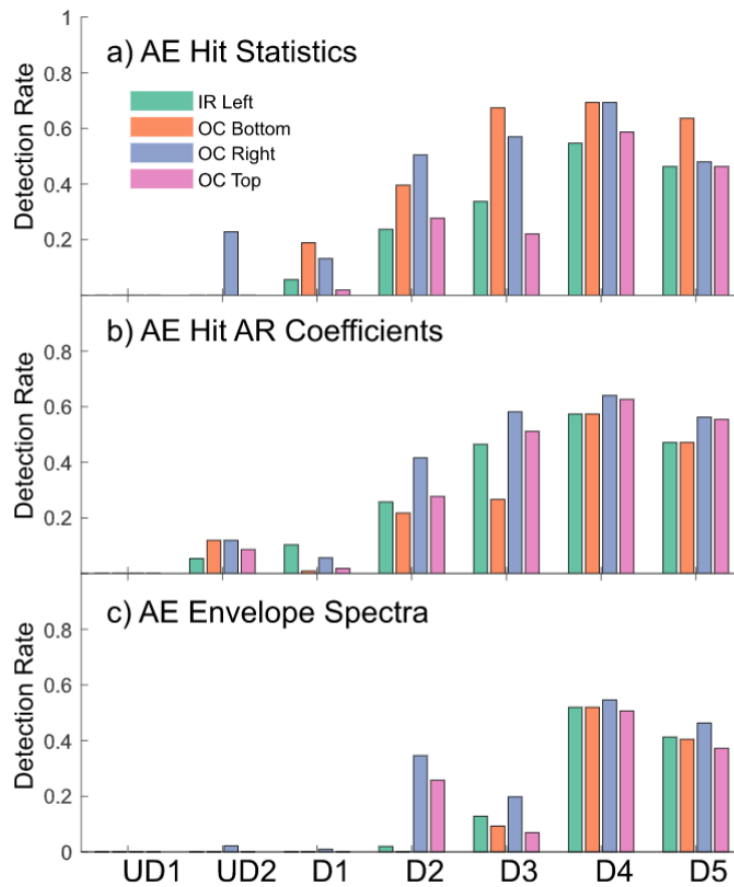 1
a) AE Hit Statistics
0.8
IR Left
OC Bottom
OC Right
OC Top
0.6
0.4
0.2
Detection Rate
b) AE Hit AR Coefficients
0.8
0.6
0.4
0.2
Detection Rate
c) AE Envelope Spectra
0.8
0.6
0.4
0.2
0
Detection Rate
UD1 UD2 D1 D2 D3 D4 D5